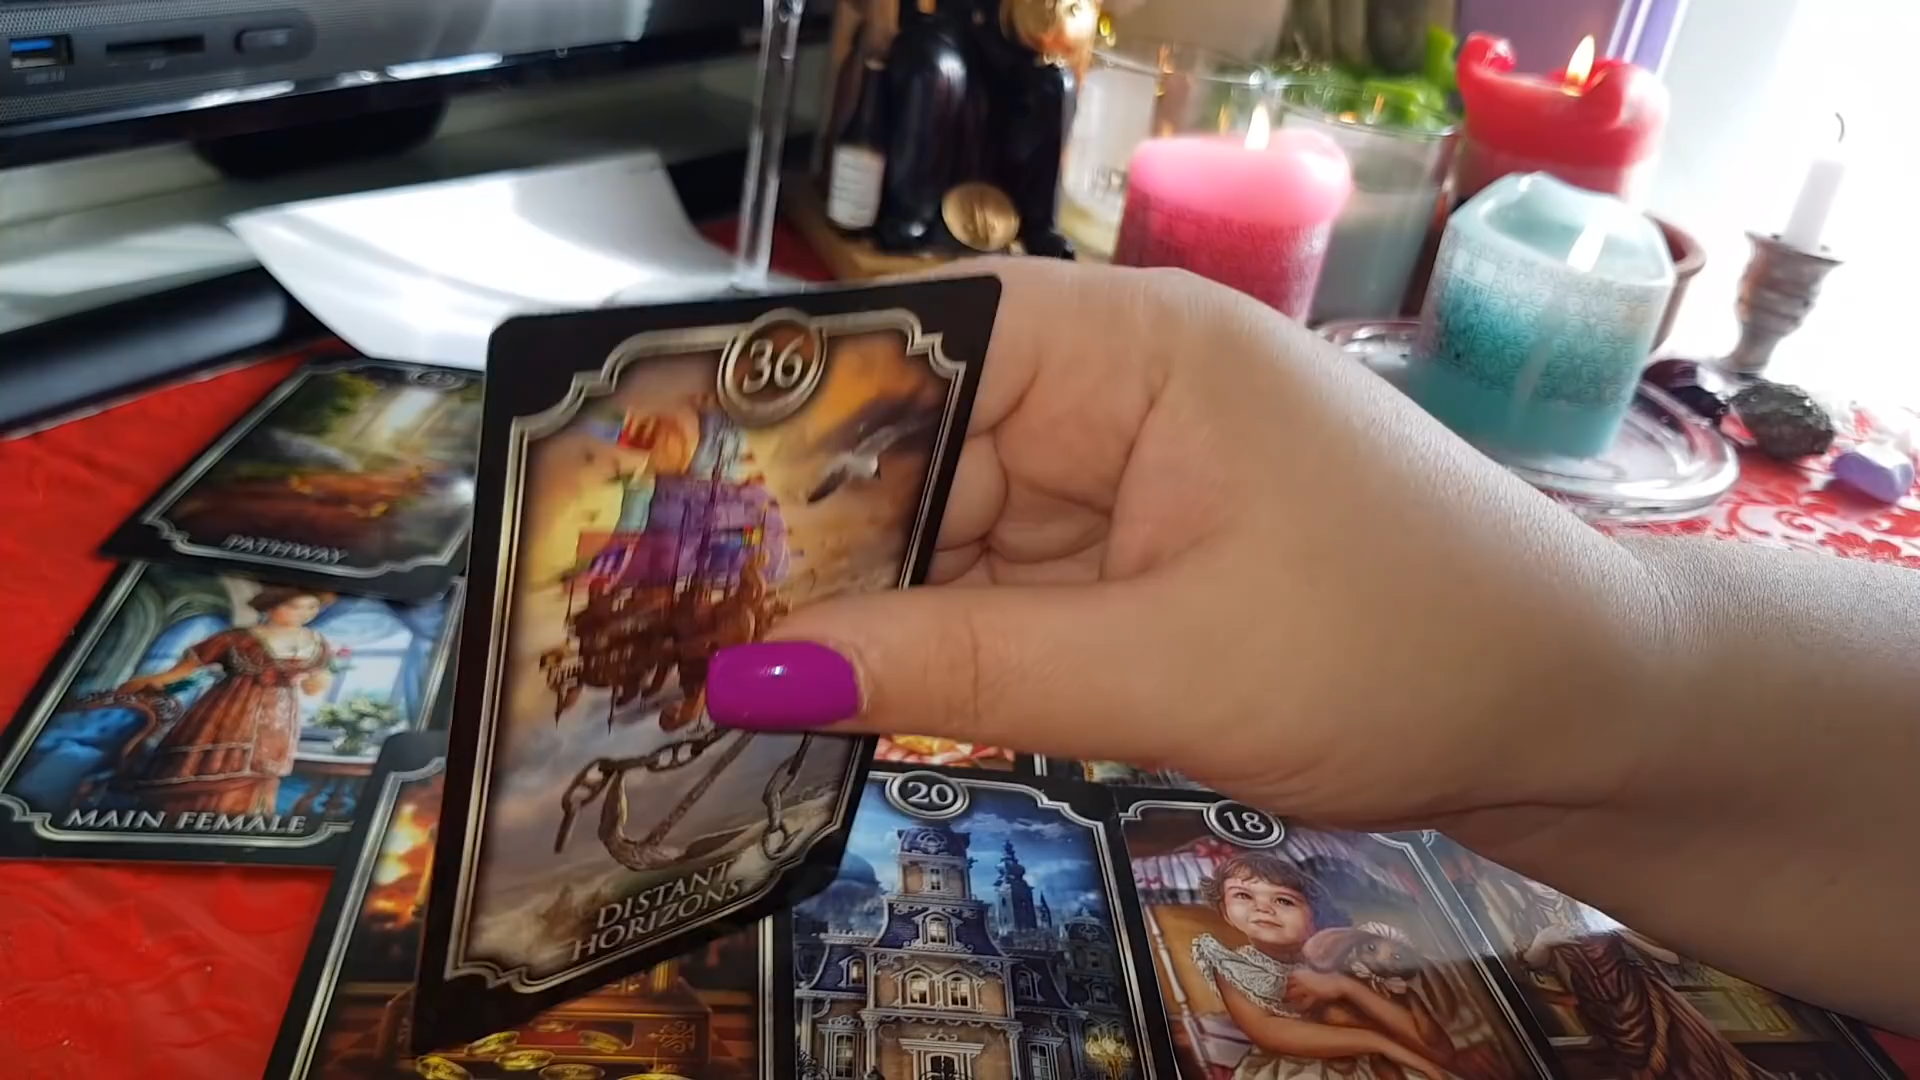 36
DISTANT
HORIZONS
PATHWAY
MAIN FEMALE
20
18